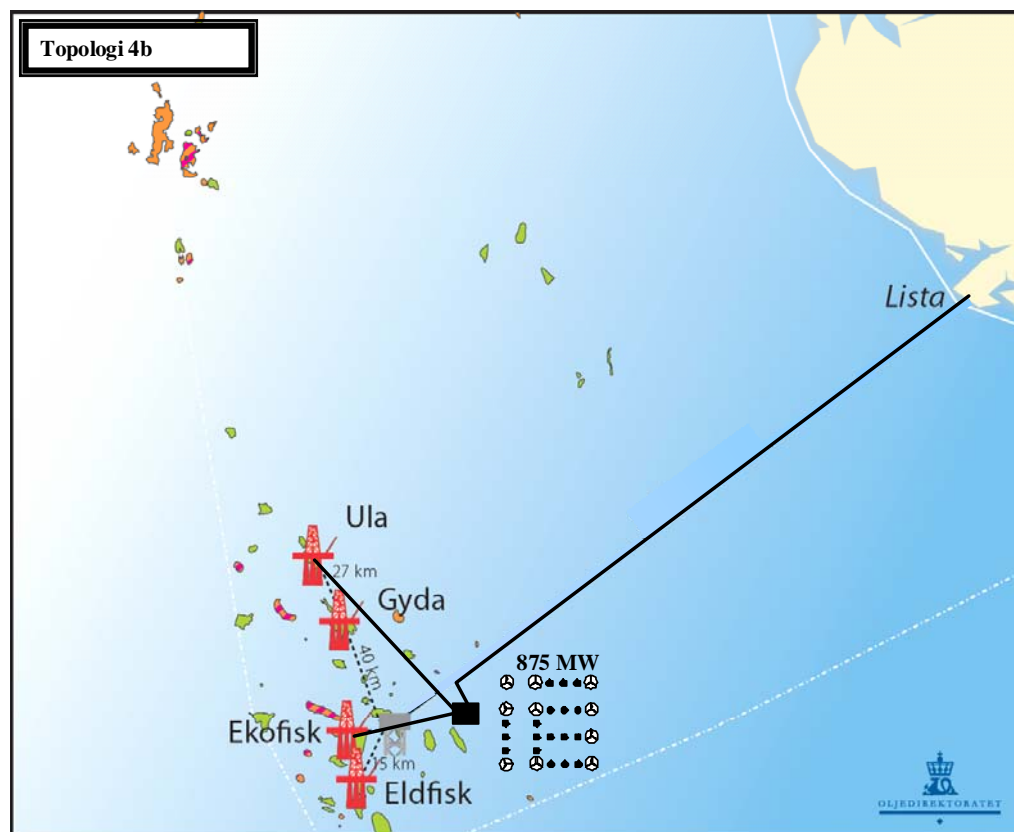 Topologi 4b
Lista
Ula
27 km
Gyda
40 km
875 MW
Ekofisk
15 km
Eldfisk
OLJEDIREKTORATET